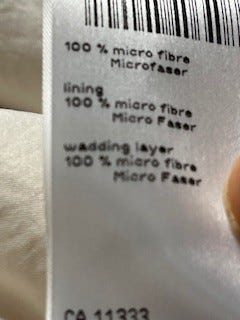 100 % micro fibre
Microfaser
lining
100 % micro fibre
Micro Faser
wadding layer
100 % micro fibre
Micro Faser
CA 11333